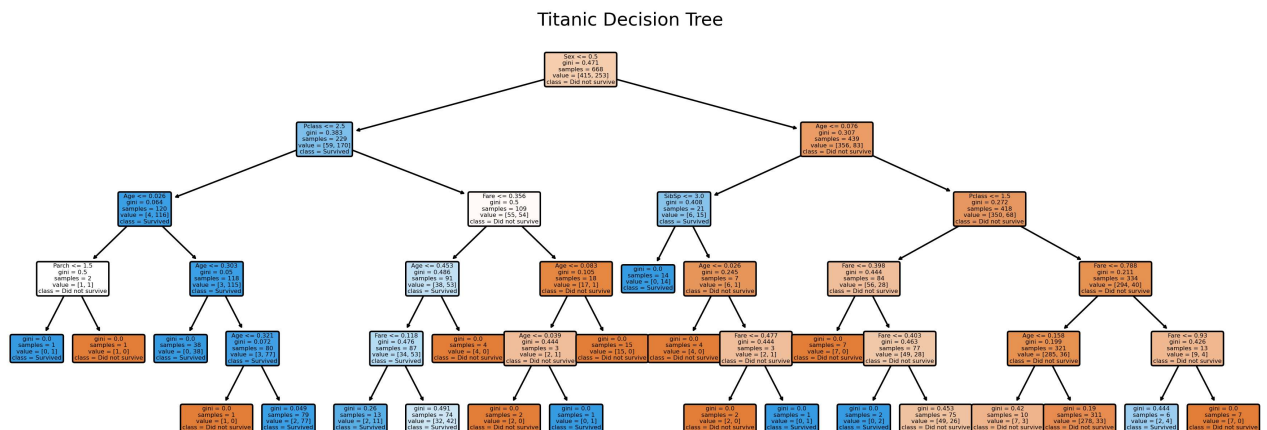 Titanic Decision Tree
Sex <= 0.5
gini = 0.471
samples = 668
value = [415, 253]
class = Did not survive
Pclass <= 2.5
gini = 0.383
samples = 229
value = [59, 170]
class = Survived
Age <= 0.076
gini = 0.307
samples = 439
value = [356, 83]
class = Did not survive
Age <= 0.026
gini = 0.064
samples = 120
value = [4, 116]
class = Survived
Fare <= 0.356
gini = 0.5
samples = 109
value = [55, 54]
class = Did not survive
SibSp <= 3.0
gini = 0.408
samples = 21
value = [6, 15]
class = Survived
Pclass <= 1.5
gini = 0.272
samples = 418
value = [350, 68]
class = Did not survive
Parch <= 1.5
gini = 0.5
samples = 2
value = [1, 1]
class = Did not survive
Age <= 0.303
gini = 0.05
samples = 118
value = [3, 115]
class = Survived
Age <= 0.453
gini = 0.486
samples = 91
value = [38, 53]
class = Survived
Age <= 0.083
gini = 0.105
samples = 18
value = [17, 1]
class = Did not survive
gini = 0.0
samples = 14
value = [0, 14]
class = Survived
Age <= 0.026
gini = 0.245
samples = 7
value = [6, 1]
class = Did not survive
Fare <= 0.398
gini = 0.444
samples = 84
value = [56, 28]
class = Did not survive
Fare <= 0.788
gini = 0.211
samples = 334
value = [294, 40]
class = Did not survive
gini = 0.0
samples = 1
value = [0, 1]
class = Survived
gini = 0.0
samples = 1
value = [1, 0]
class = Did not survive
gini = 0.0
samples = 38
value = [0, 38]
class = Survived
Age <= 0.321
gini = 0.072
samples = 80
value = [3, 77]
class = Survived
Fare <= 0.118
gini = 0.476
samples = 87
value = [34, 53]
class = Survived
gini = 0.0
samples = 4
value = [4, 0]
class = Did not survive
Age <= 0.039
gini = 0.444
samples = 3
value = [2, 1]
class = Did not survive
gini = 0.0
samples = 15
value = [15, 0]
class = Did not survive
gini = 0.0
samples = 4
value = [4, 0]
class = Did not survive
Fare <= 0.477
gini = 0.444
samples = 3
value = [2, 1]
class = Did not survive
gini = 0.0
samples = 7
value = [7, 0]
class = Did not survive
Fare <= 0.403
gini = 0.463
samples = 77
value = [49, 28]
class = Did not survive
Age <= 0.158
gini = 0.199
samples = 321
value = [285, 36]
class = Did not survive
Fare <= 0.93
gini = 0.426
samples = 13
value = [9, 4]
class = Did not survive
gini = 0.0
samples = 1
value = [1, 0]
class = Did not survive
gini = 0.049
samples = 79
value = [2, 77]
class = Survived
gini = 0.26
samples = 13
value = [2, 11]
class = Survived
gini = 0.491
samples = 74
value = [32, 42]
class = Survived
gini = 0.0
samples = 2
value = [2, 0]
class = Did not survive
gini = 0.0
samples = 1
value = [0, 1]
class = Survived
gini = 0.0
samples = 2
value = [2, 0]
class = Did not survive
gini = 0.0
samples = 1
value = [0, 1]
class = Survived
gini = 0.0
samples = 2
value = [0, 2]
class = Survived
gini = 0.453
samples = 75
value = [49, 26]
class = Did not survive
gini = 0.42
samples = 10
value = [7, 3]
class = Did not survive
gini = 0.19
samples = 311
value = [278, 33]
class = Did not survive
gini = 0.444
samples = 6
value = [2, 4]
class = Survived
gini = 0.0
samples = 7
value = [7, 0]
class = Did not survive